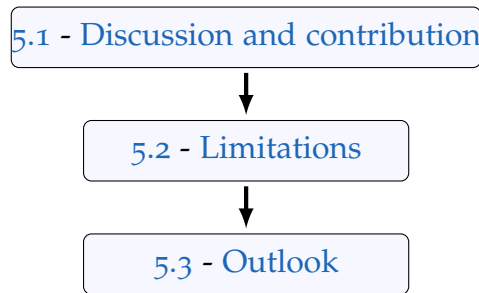 5.1 - Discussion and contribution
5.2 - Limitations
5.3 - Outlook